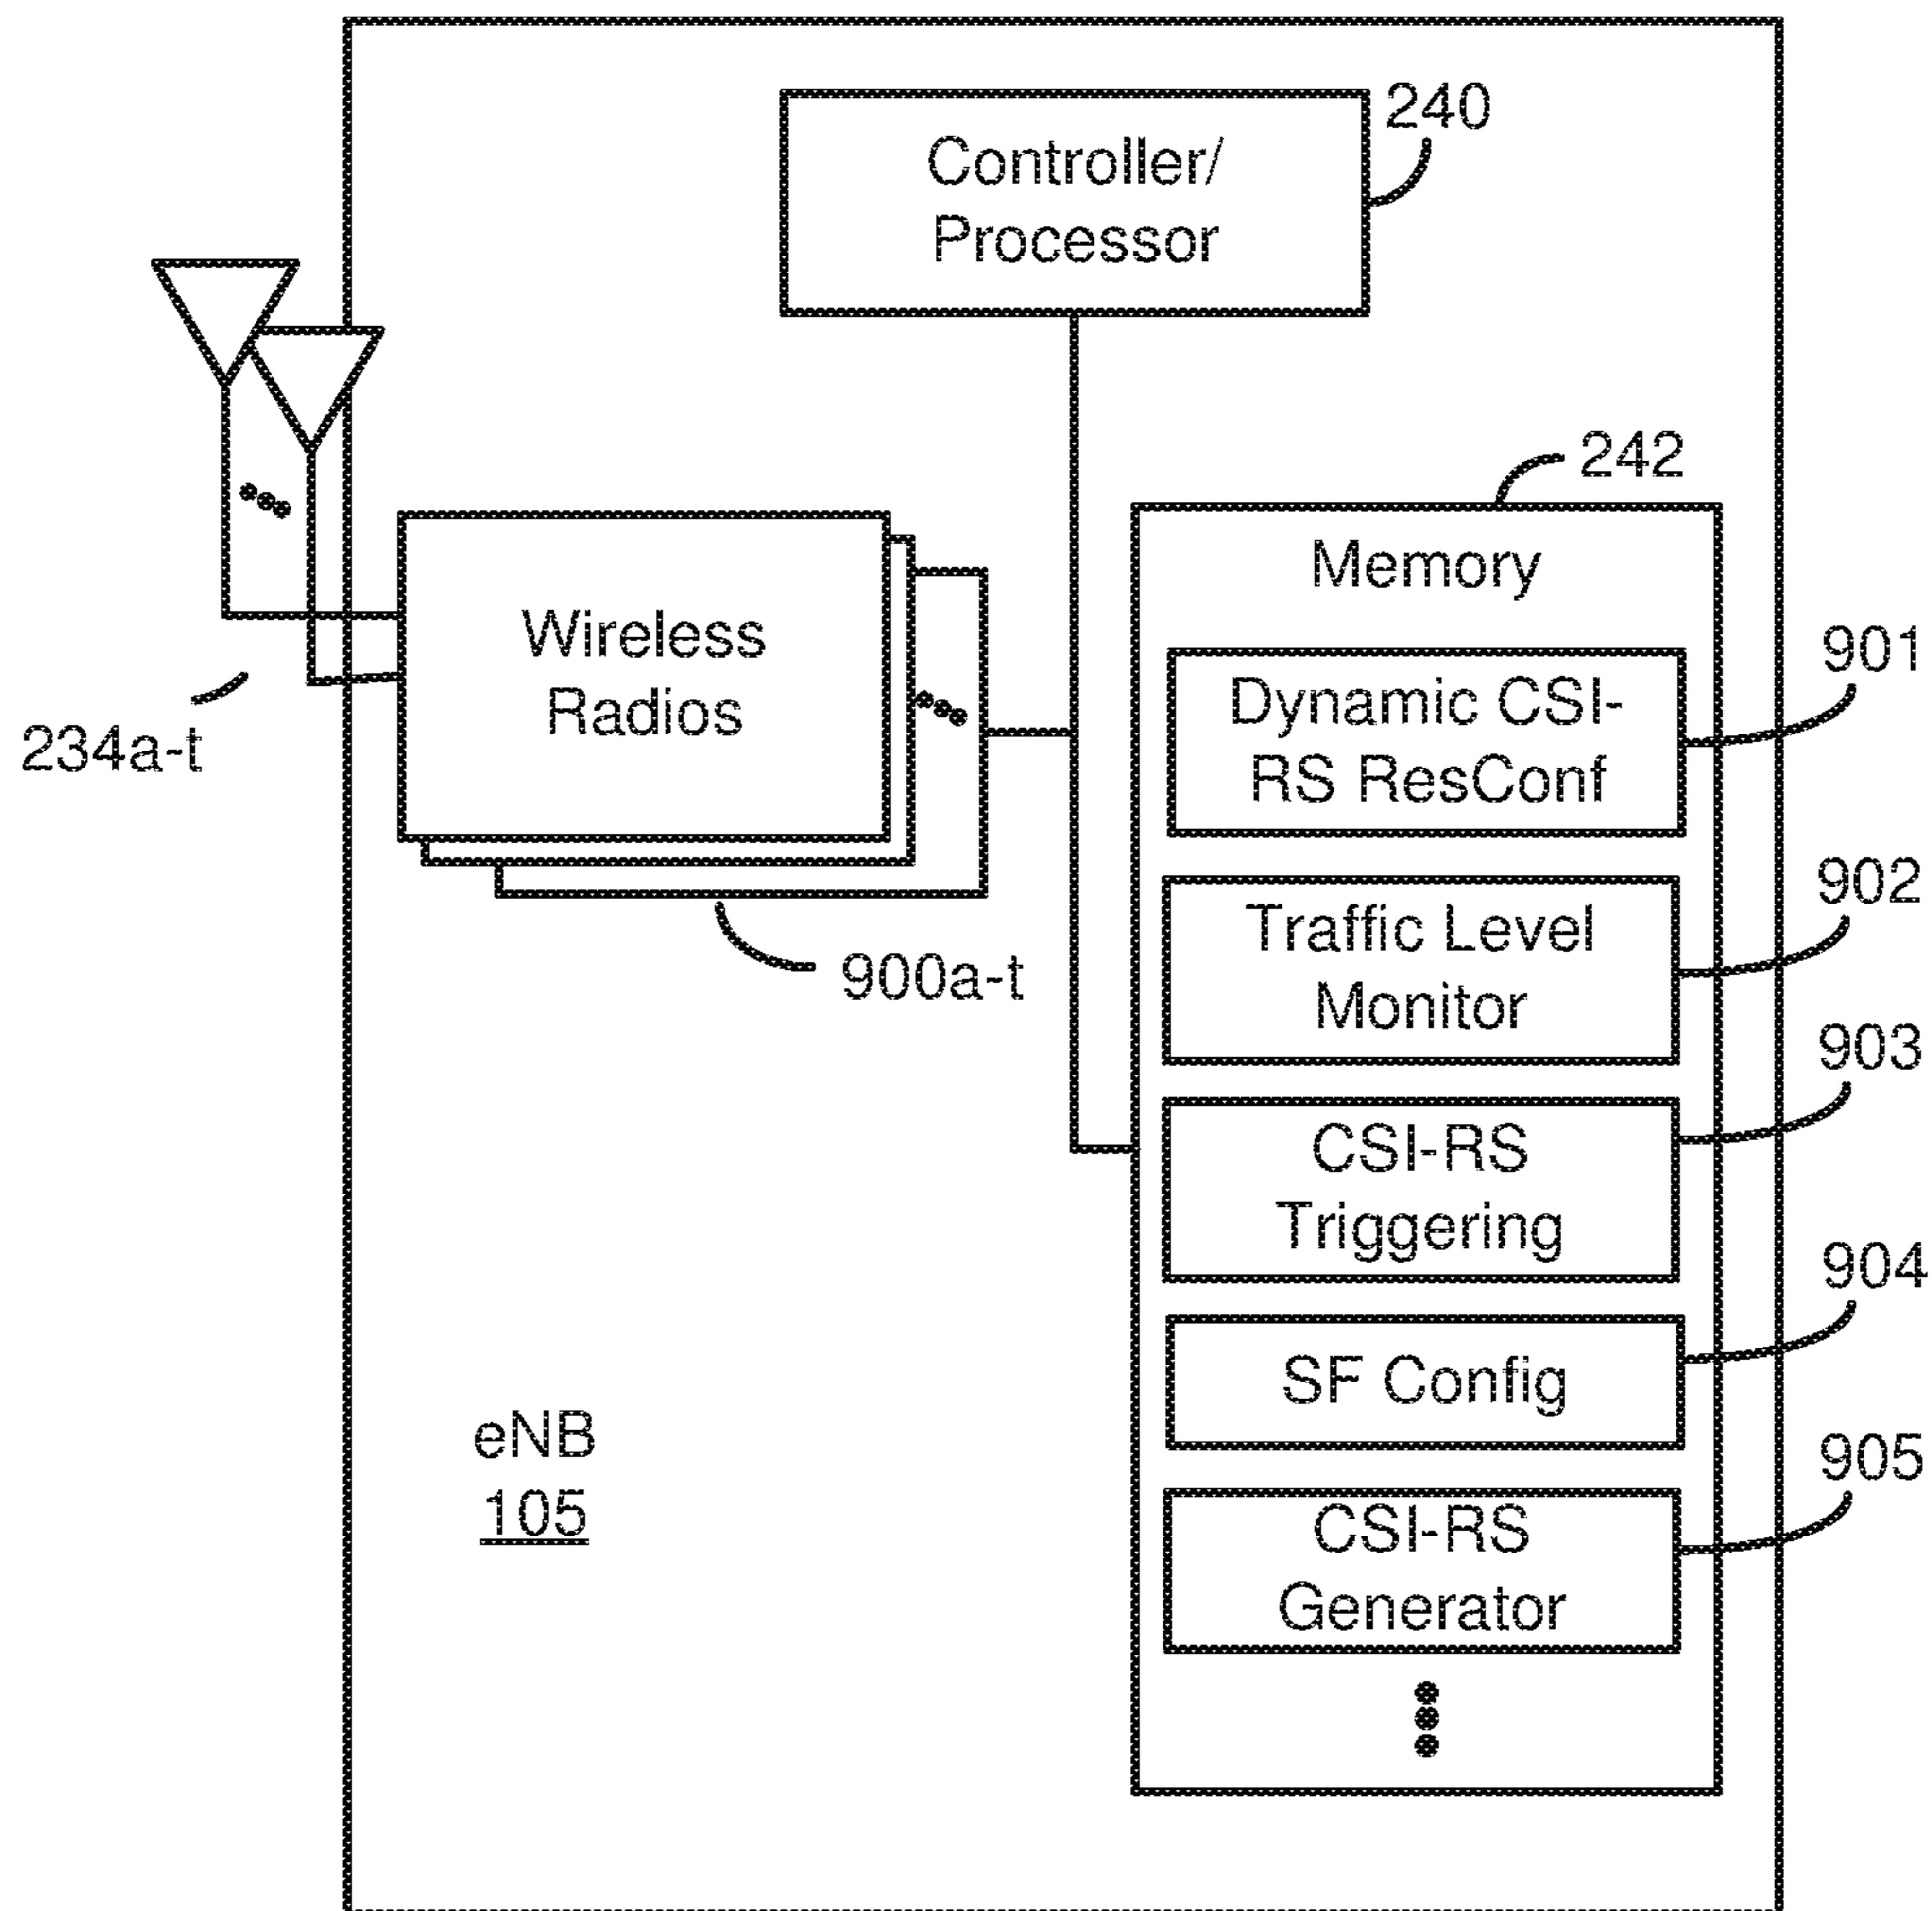 240
Controller/
Processor
242
Memory
Wireless
Radios
234a-t
900a-t
901
Dynamic CSI-
RS ResConf
902
Traffic Level
Monitor
903
CSI-RS
Triggering
904
SF Config
905
CSI-RS
Generator
eNB
105